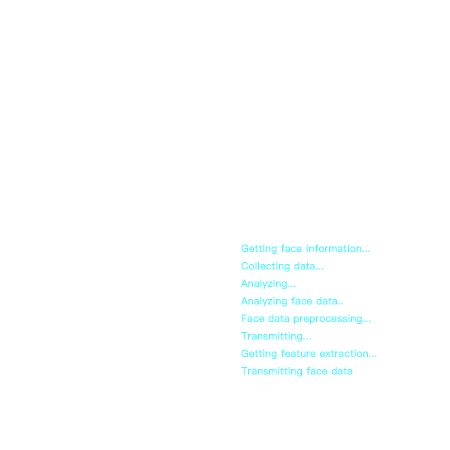 Getting face information...
Collecting data...
Analyzing...
Analyzing face data..
Face data preprocessing...
Transmitting...
Getting feature extraction...
Transmitting face data